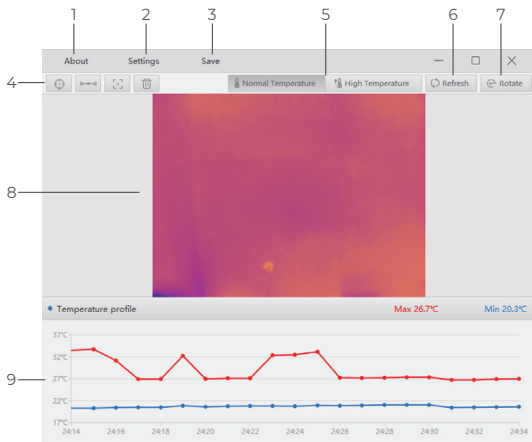 1 2 3 5 6 7
About Settings Save
4 Normal Temperature High Temperature Refresh Rotate
8
Temperature profile Max 26.7°C Min 20.3°C
37°C
32°C
9 27°C
22°C
17°C
24:14 24:16 24:18 24:20 24:22 24:24 24:26 24:28 24:30 24:32 24:34